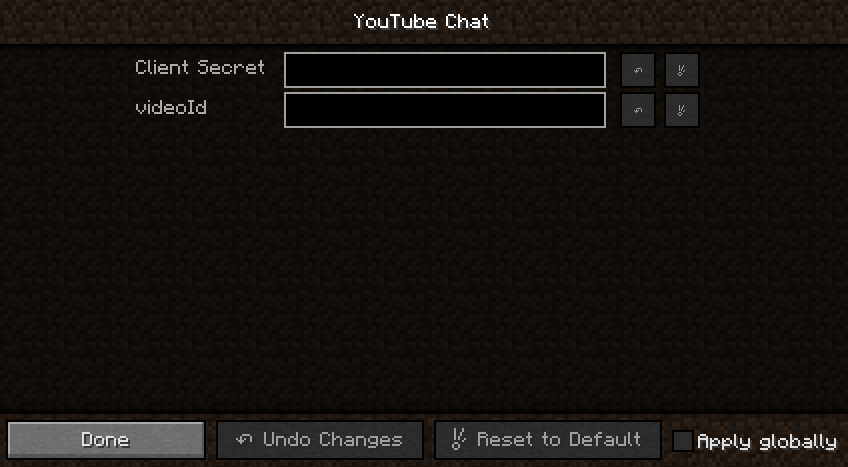 YouTube Chat
Client Secret
videoId
Done
Undo Changes
Reset to Default
Apply globally